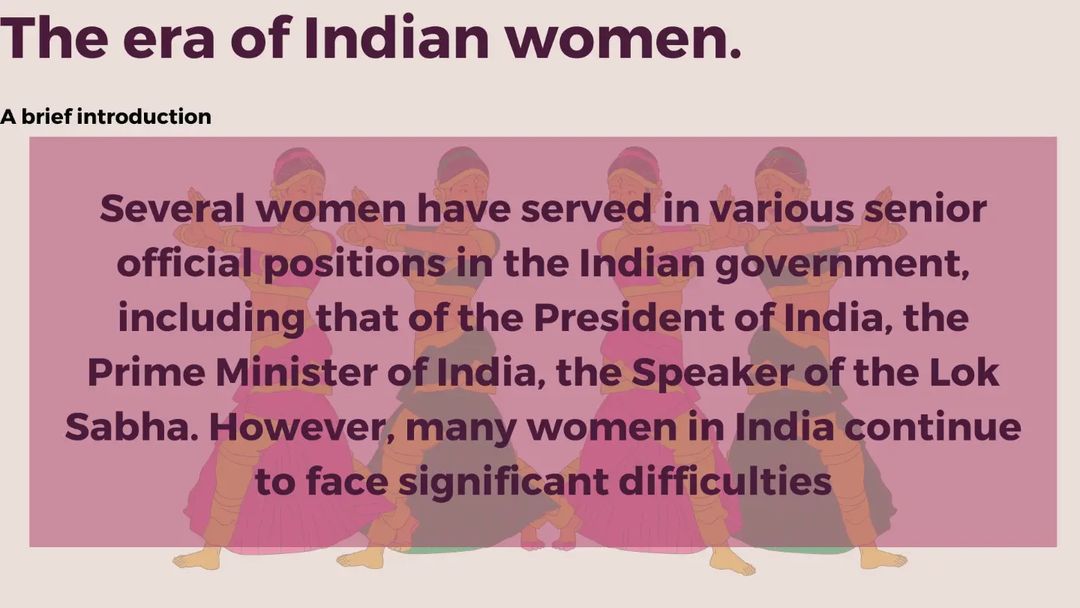 The era of Indian women.
A brief introduction
Several women have served in various senior
official positions in the Indian government,
including that of the President of India, the
Prime Minister of India, the Speaker of the Lok
Sabha. However, many women in India continue
to face significant difficulties